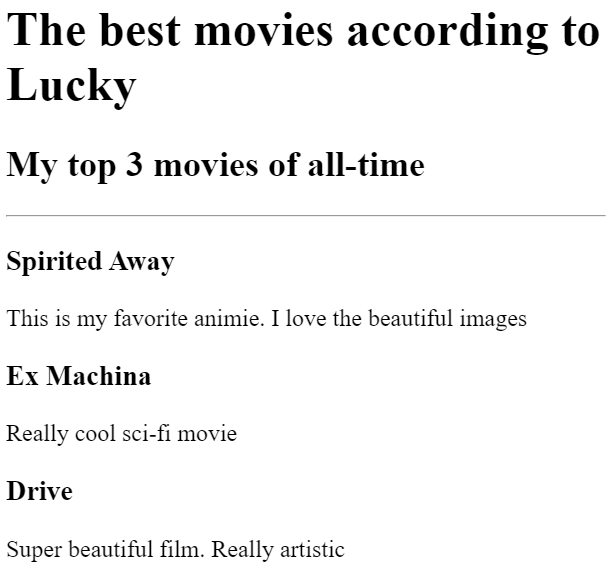 The best movies according to
Lucky
My top 3 movies of all-time
Spirited Away
This is my favorite animie. I love the beautiful images
Ex Machina
Really cool sci-fi movie
Drive
Super beautiful film. Really artistic